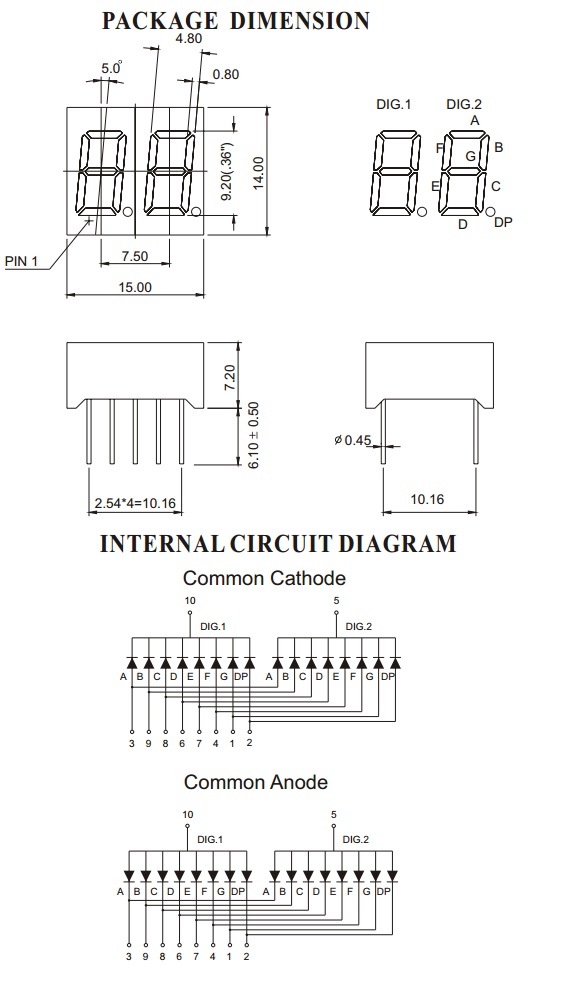 PACKAGE DIMENSION
4.80
5.0°
0.80
DIG.1 DIG.2
A
F B
G
9.20(.36")
14.00
E C
D DP
PIN 1
7.50
15.00
7.20
6.10 ± 0.50
ø 0.45
2.54*4=10.16
10.16
INTERNAL CIRCUIT DIAGRAM
Common Cathode
10 5
DIG.1 DIG.2
A B C D E F G DP A B C D E F G DP
3 9 8 6 7 4 1 2
Common Anode
10 5
DIG.1 DIG.2
A B C D E F G DP A B C D E F G DP
3 9 8 6 7 4 1 2